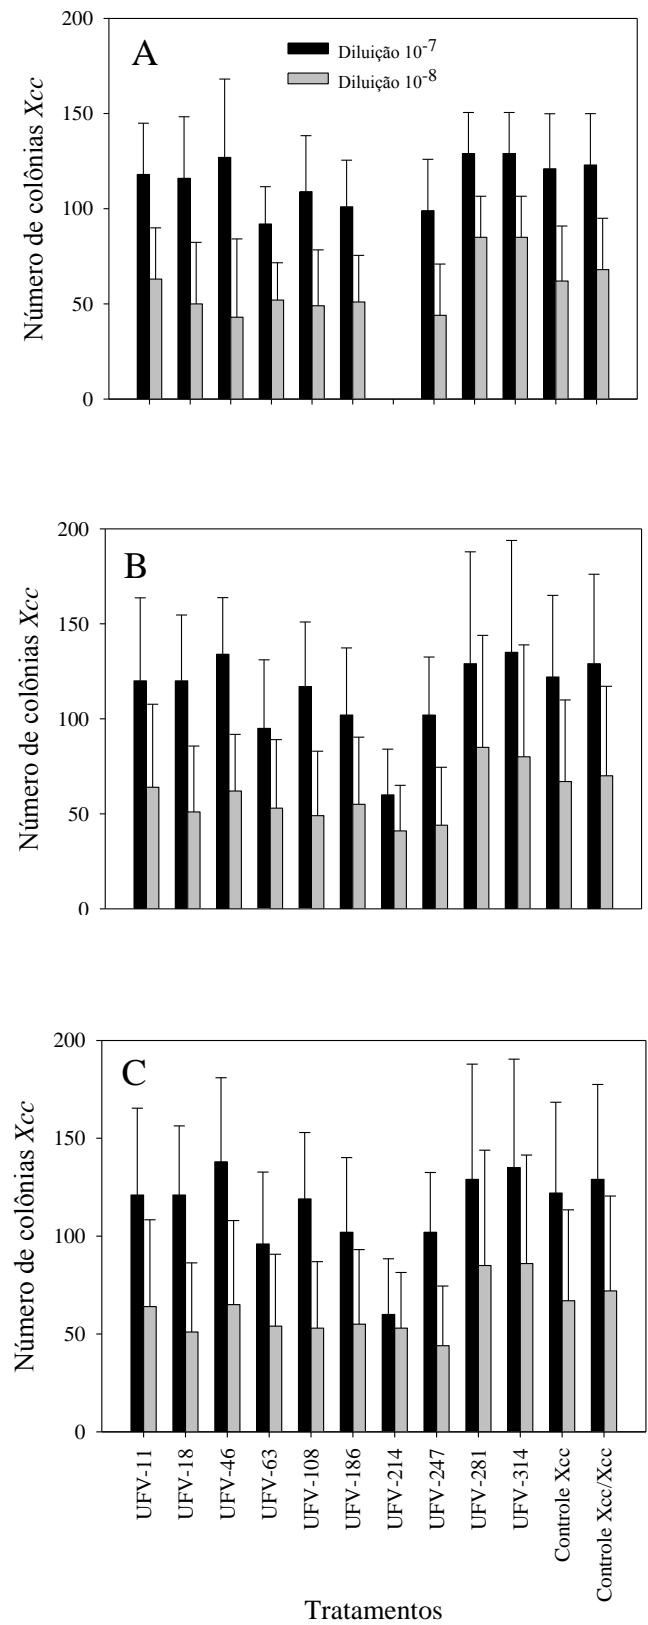 A
Diluição 10-7
Diluição 10-8
Número de colônias Xcc
200
150
100
50
0
B
Número de colônias Xcc
200
150
100
50
0
C
Número de colônias Xcc
200
150
100
50
0
UFV-11
UFV-18
UFV-46
UFV-63
UFV-108
UFV-186
UFV-214
UFV-247
UFV-281
UFV-314
Controle Xcc
Controle Xcc/Xcc
Tratamentos